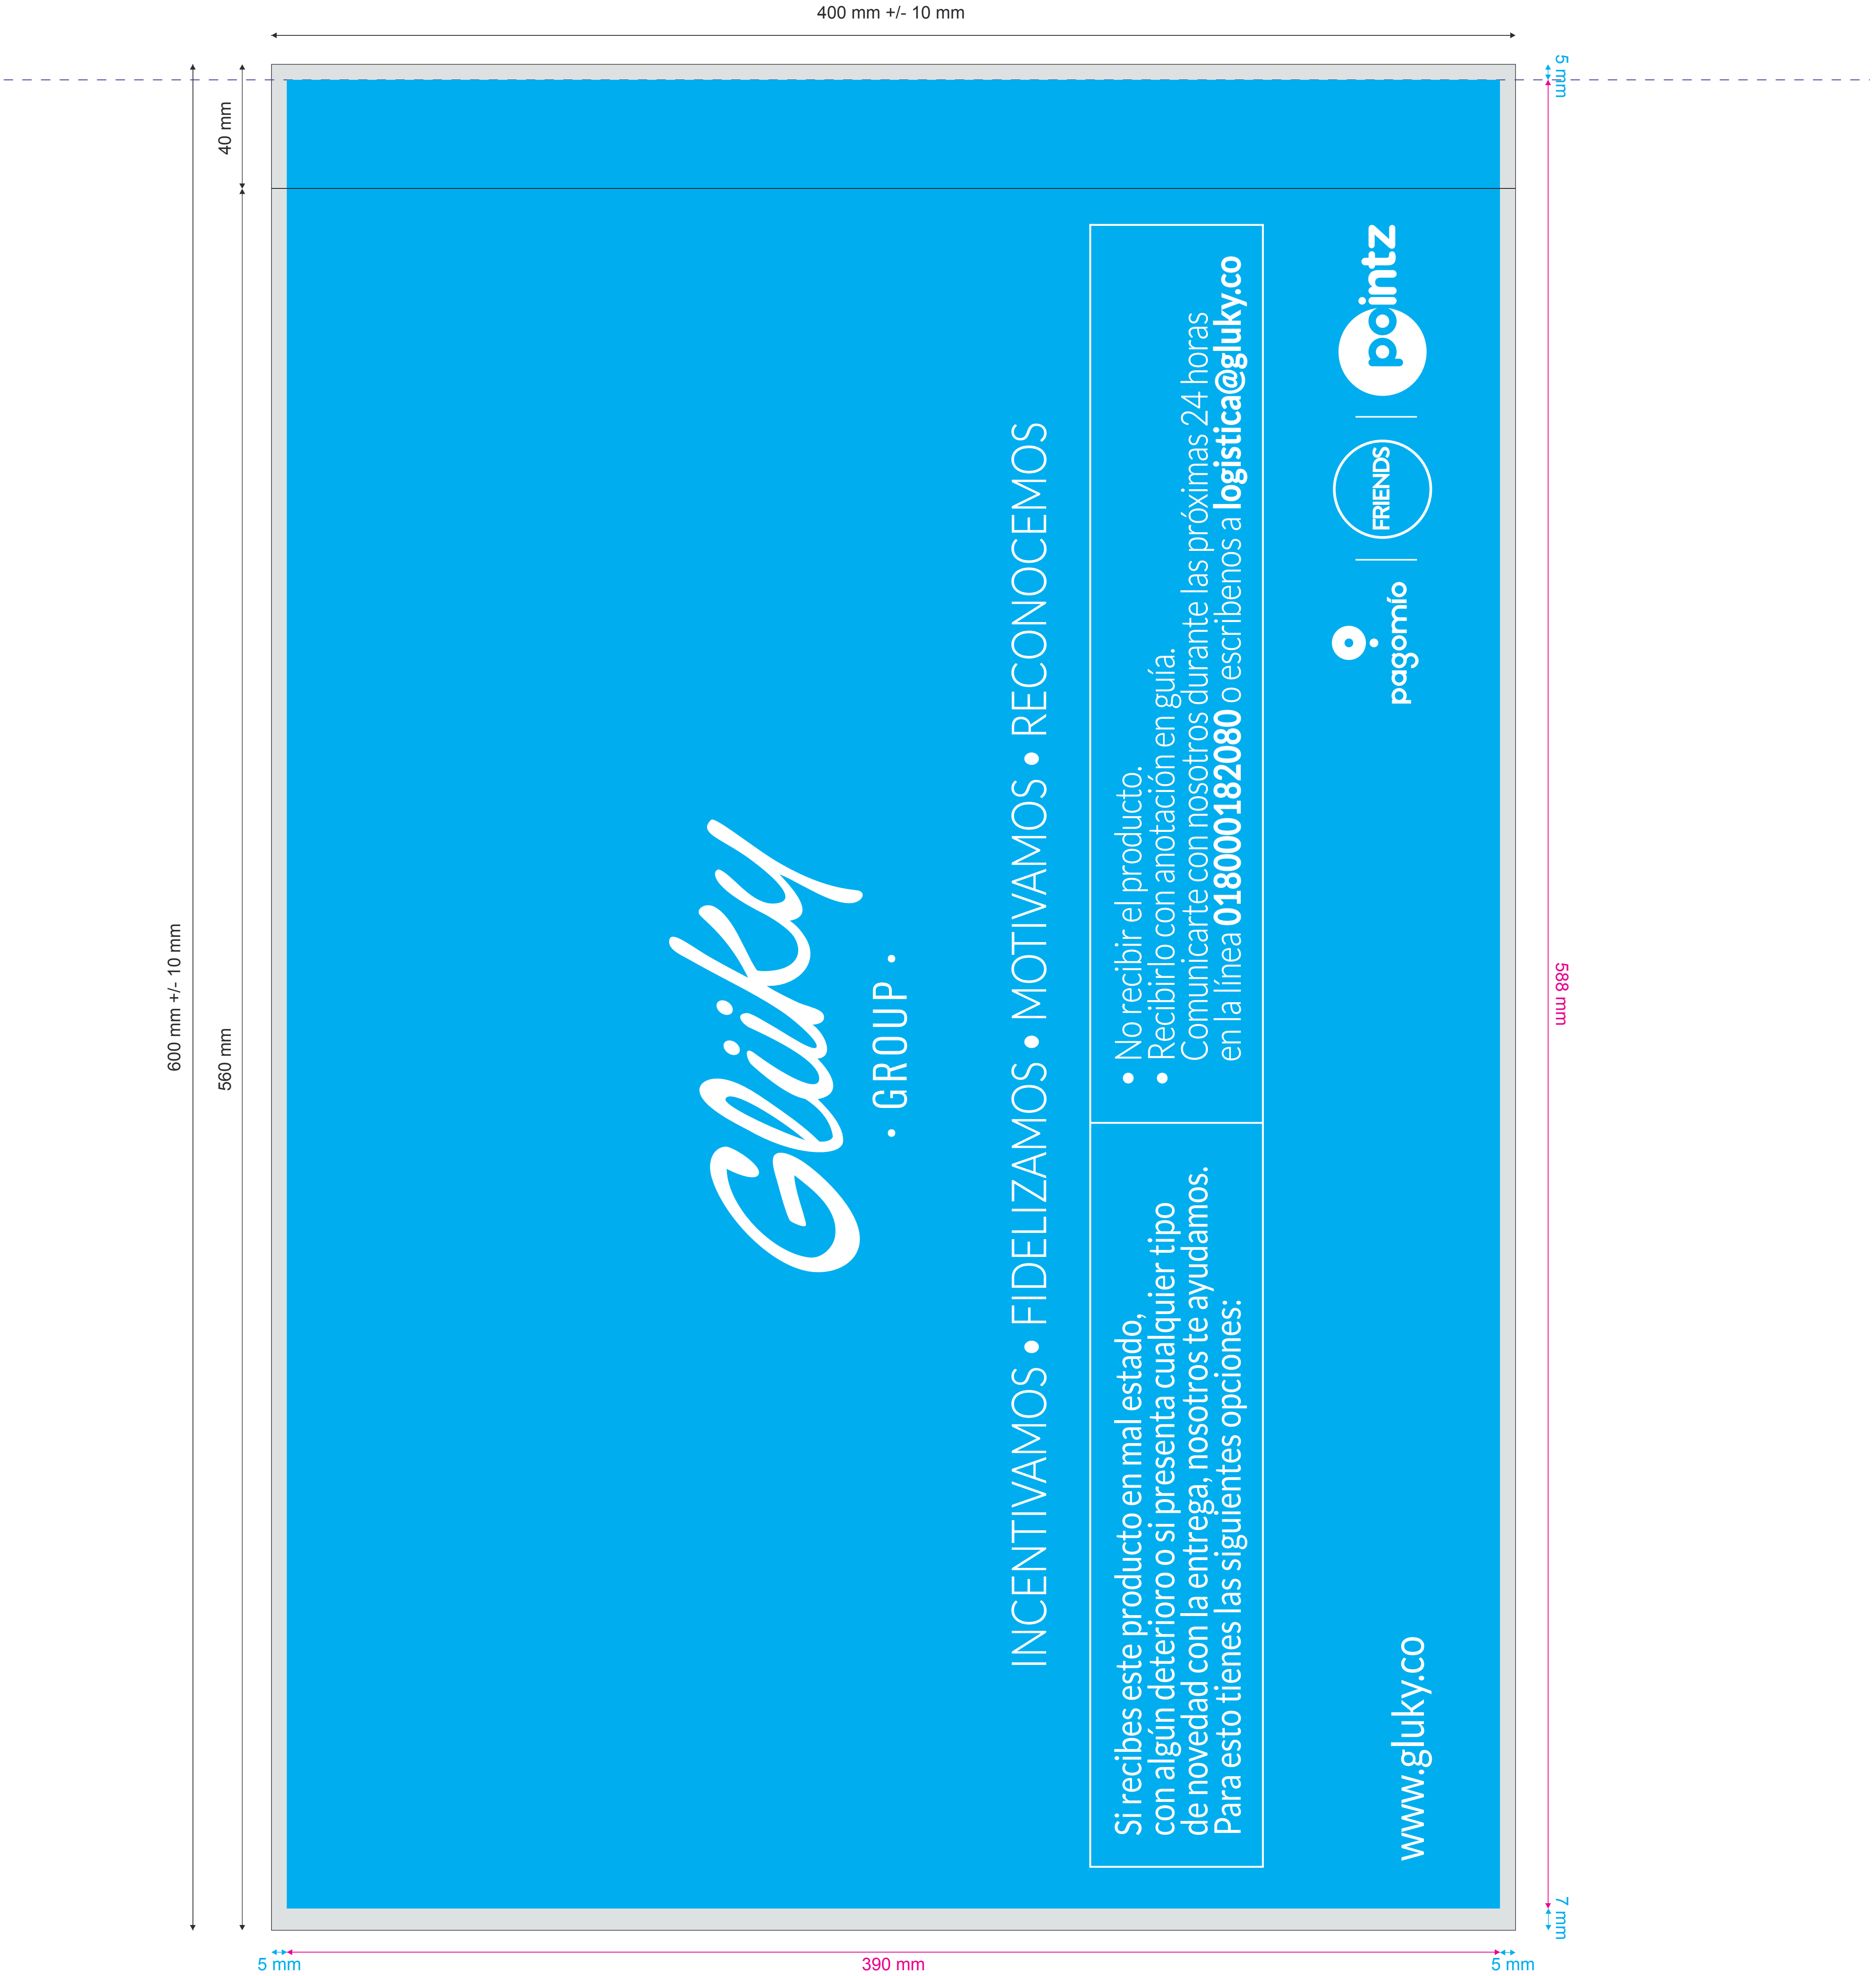 400 mm +/- 10 mm
5 mm
40 mm
600 mm +/- 10 mm
560 mm
588 mm
7 mm
5 mm
390 mm
5 mm
Glüiky
• GROUP •
INCENTIVAMOS • FIDELIZAMOS • MOTIVAMOS • RECONOCEMOS
Si recibes este producto en mal estado,
con algún deterioro o si presenta cualquier tipo
de novedad con la entrega, nosotros te ayudamos.
Para esto tienes las siguientes opciones:
• No recibir el producto.
• Recibirlo con anotación en guía.
Comunicarte con nosotros durante las próximas 24 horas
en la línea 018000182080 o escribenos a logistica@gluky.co
www.gluky.co
pagomío
FRIENDS
pointz